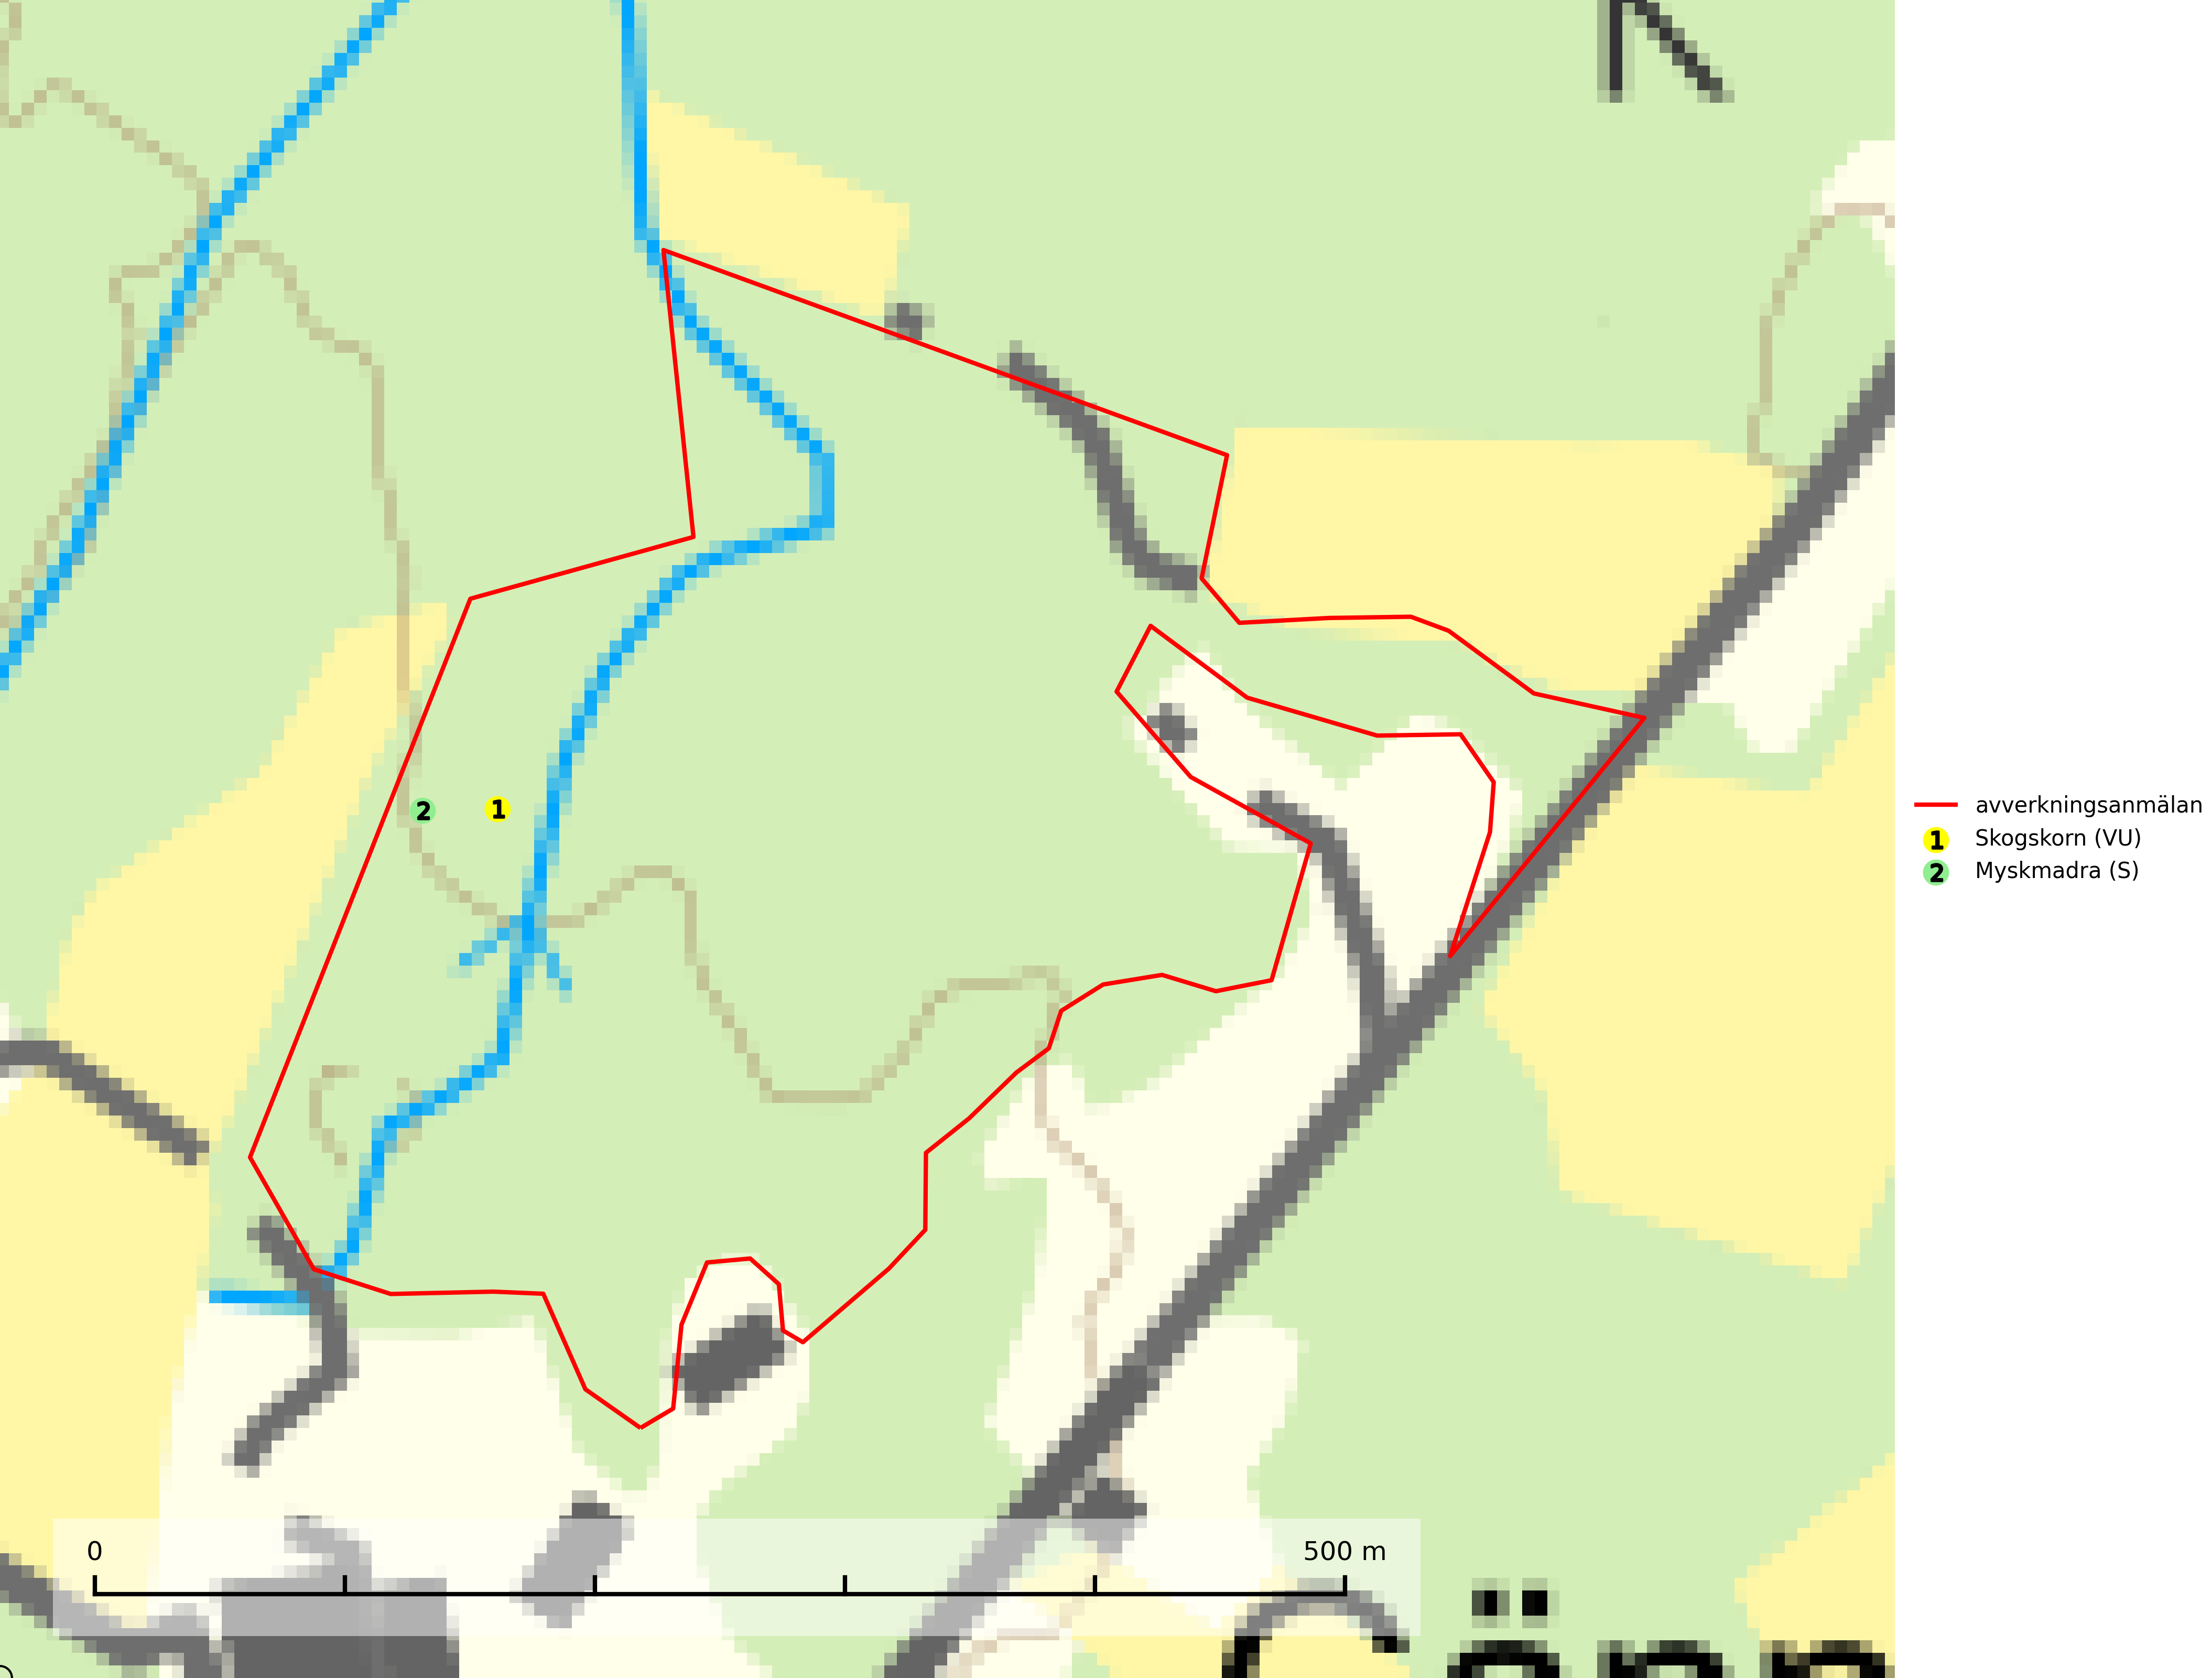 2
1
avverkningsanmälan
1 Skogskorn (VU)
2 Myskmadra (S)
0 500 m